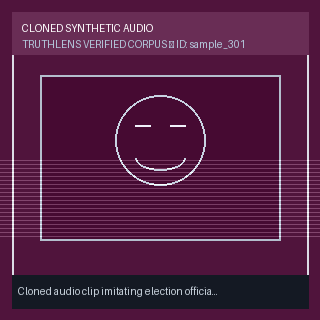 CLONED SYNTHETIC AUDIO
TRUTHLENS VERIFIED CORPUS ▯ ID: sample_301
Cloned audio clip imitating election officia...